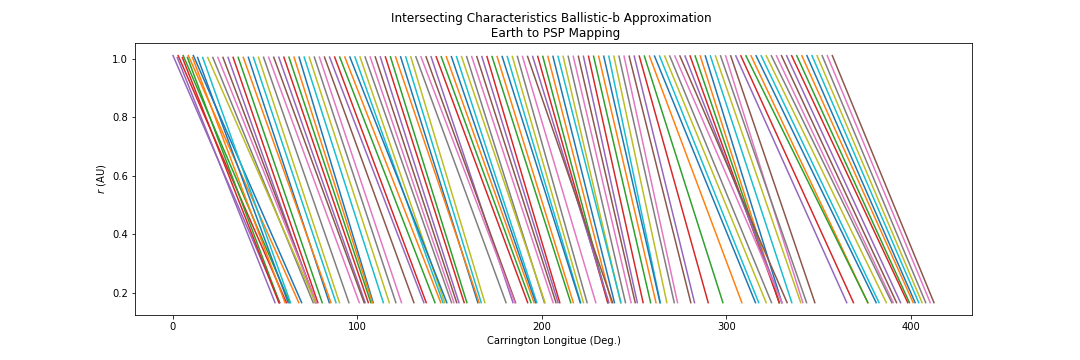 Intersecting Characteristics Ballistic-b Approximation
Earth to PSP Mapping
1.0
0.8
0.6
0.4
0.2
r (AU)
0
100
200
300
400
Carrington Longitue (Deg.)